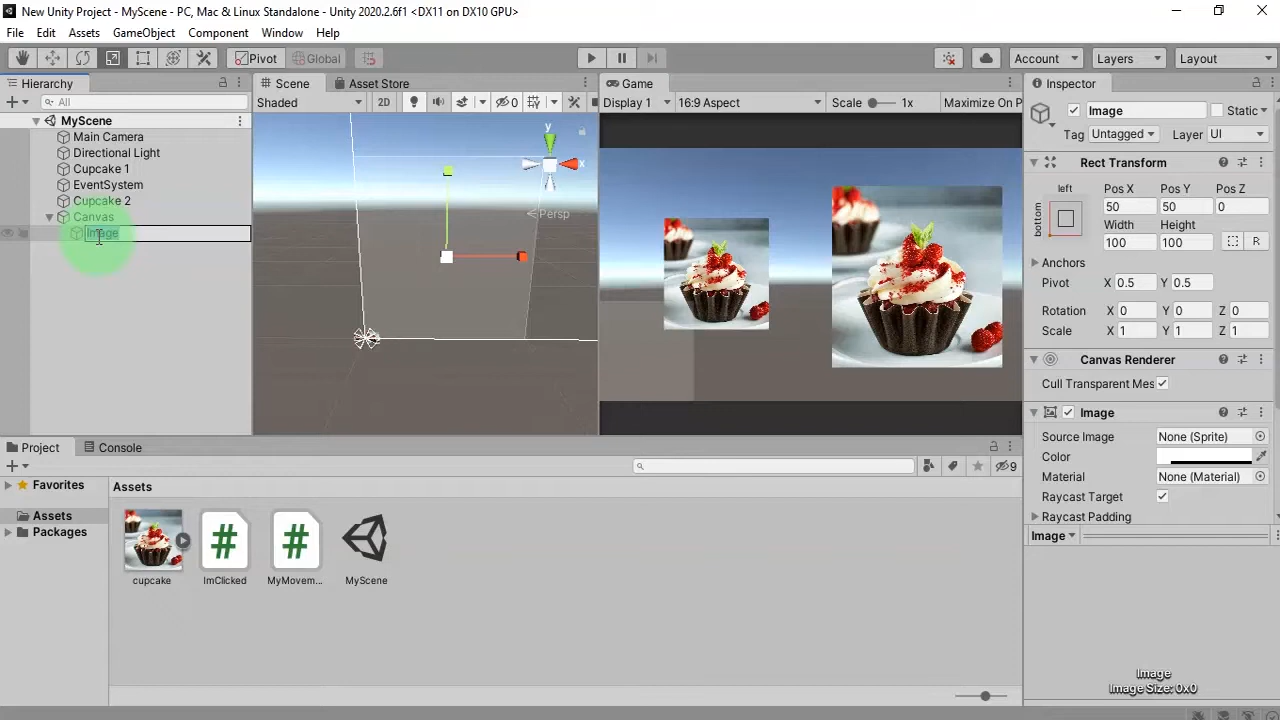 New Unity Project - MyScene - PC, Mac & Linux Standalone - Unity 2020.2.6f1 <DX11 on DX10 GPU>
File Edit Assets GameObject Component Window Help
Pivot Global Account Layers Layout
Hierarchy
All
MyScene
Main Camera
Directional Light
Cupcake 1
EventSystem
Cupcake 2
Canvas
Image
Scene Asset Store
Shaded 2D 0
y
x
Persp
Game
Display 1 16:9 Aspect Scale 1x Maximize On P
Inspector
Image Static
Tag Untagged Layer UI
Rect Transform
left Pos X Pos Y Pos Z
bottom 50 50 0
Width Height
100 100 R
Anchors
Pivot X 0.5 Y 0.5
Rotation X 0 Y 0 Z 0
Scale X 1 Y 1 Z 1
Canvas Renderer
Cull Transparent Mes
Image
Source Image None (Sprite)
Color
Material None (Material)
Raycast Target
Raycast Padding
Image
Image
Image Size: 0x0
Project Console
9
Favorites
Assets
Packages
Assets
cupcake ImClicked MyMovem... MyScene